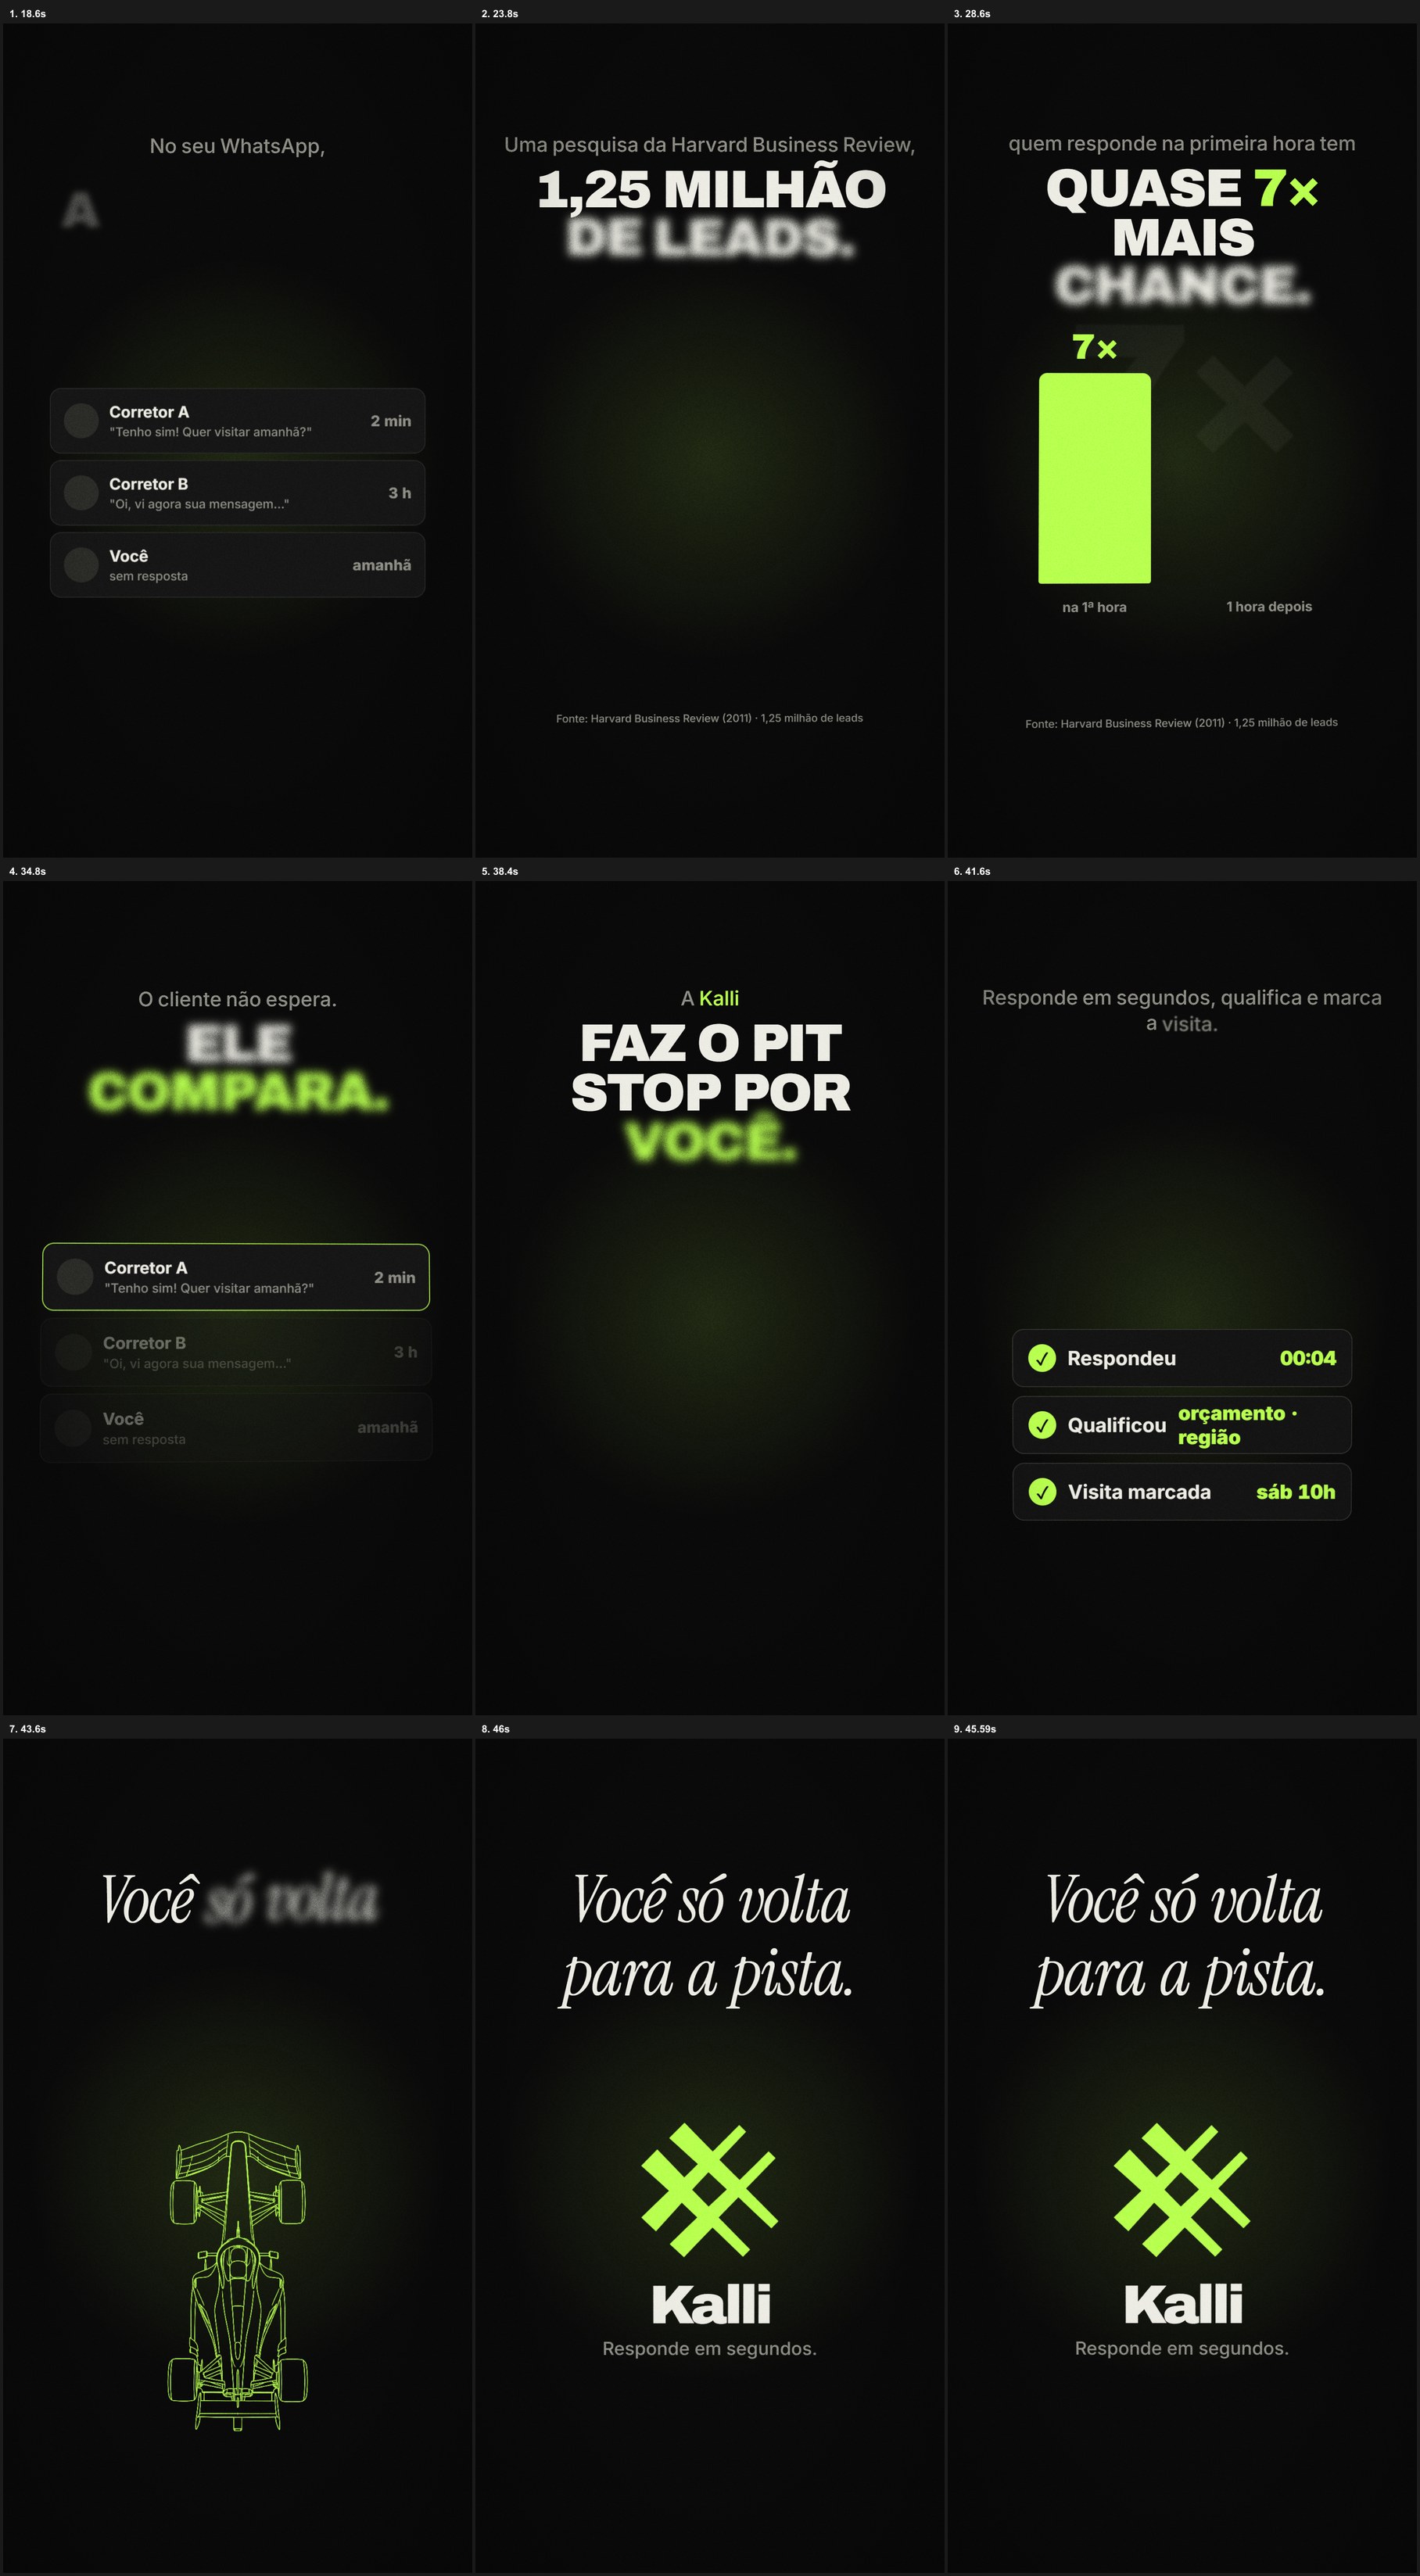 1. 18.6s
No seu WhatsApp,
A
Corretor A
"Tenho sim! Quer visitar amanhã?"
2 min
Corretor B
"Oi, vi agora sua mensagem..."
3 h
Você
sem resposta
amanhã
2. 23.8s
Uma pesquisa da Harvard Business Review,
1,25 MILHÃO
DE LEADS.
Fonte: Harvard Business Review (2011) · 1,25 milhão de leads
3. 28.6s
quem responde na primeira hora tem
QUASE 7×
MAIS
CHANCE.
7×
7×
na 1ª hora
1 hora depois
Fonte: Harvard Business Review (2011) · 1,25 milhão de leads
4. 34.8s
O cliente não espera.
ELE
COMPARA.
Corretor A
"Tenho sim! Quer visitar amanhã?"
2 min
Corretor B
"Oi, vi agora sua mensagem..."
3 h
Você
sem resposta
amanhã
5. 38.4s
A Kalli
FAZ O PIT
STOP POR
VOCÊ.
6. 41.6s
Responde em segundos, qualifica e marca
a visita.
Respondeu
00:04
Qualificou
orçamento ·
região
Visita marcada
sáb 10h
7. 43.6s
Você só volta
8. 46s
Você só volta
para a pista.
Kalli
Responde em segundos.
9. 45.59s
Você só volta
para a pista.
Kalli
Responde em segundos.